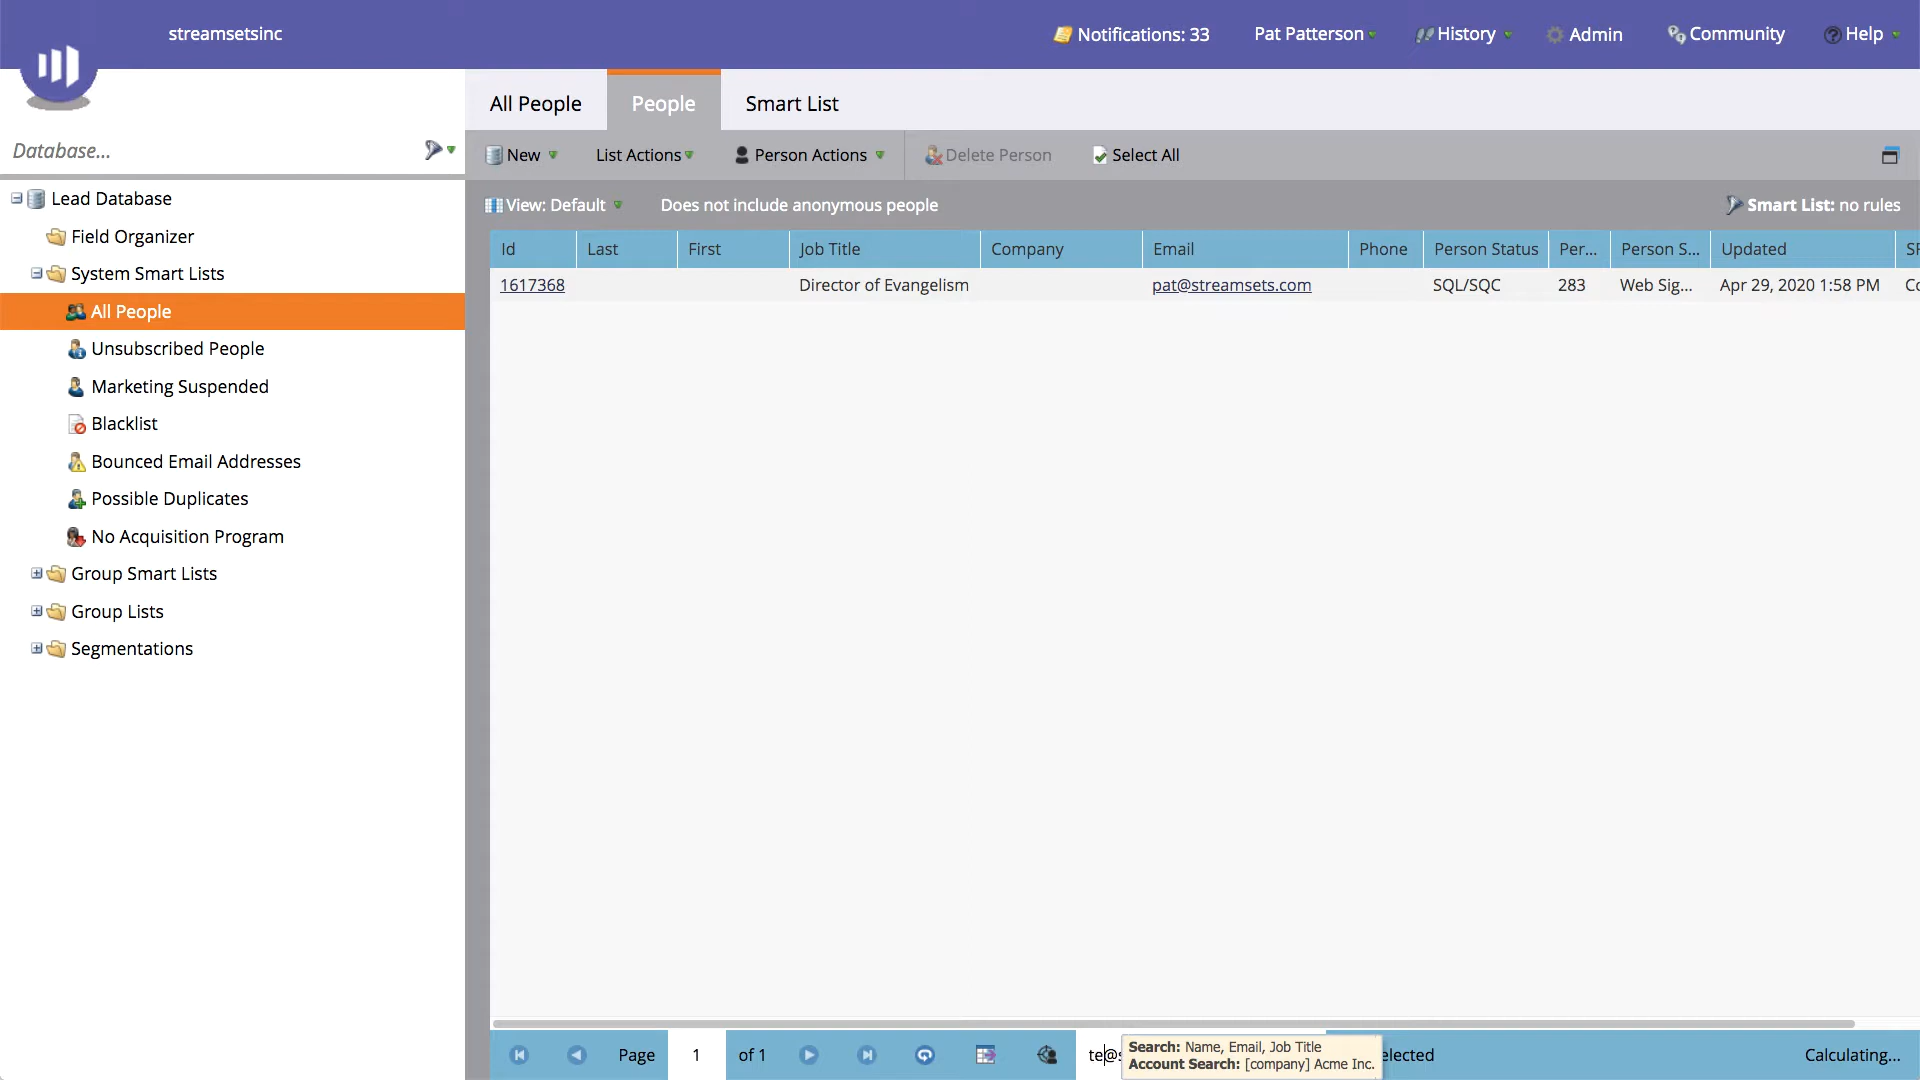 streamsetsinc
Notifications: 33
Pat Patterson
History
Admin
Community
Help
All People
People
Smart List
Database...
New
List Actions
Person Actions
Delete Person
Select All
View: Default
Does not include anonymous people
Smart List: no rules
Lead Database
Field Organizer
System Smart Lists
All People
Unsubscribed People
Marketing Suspended
Blacklist
Bounced Email Addresses
Possible Duplicates
No Acquisition Program
Group Smart Lists
Group Lists
Segmentations
Id Last First Job Title Company Email Phone Person Status Per... Person S... Updated
1617368 Director of Evangelism pat@streamsets.com SQL/SQC 283 Web Sig... Apr 29, 2020 1:58 PM
Page 1 of 1
te@s
Search: Name, Email, Job Title
Account Search: [company] Acme Inc.
elected
Calculating...